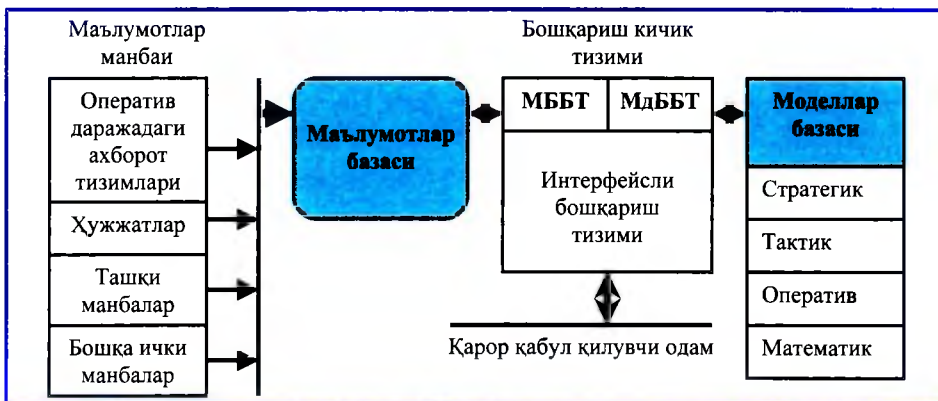 Маълумотлар
манбаи
Оператив
даражадаги
ахборот
тизимлари
Ҳужжатлар
Ташқи
манбалар
Бошқа ички
манбалар
Маълумотлар
базаси
Бошқариш кичик
тизими
МББТ
МдББТ
Интерфейсли
бошқариш
тизими
Қарор қабул қилувчи одам
Моделлар
базаси
Стратегик
Тактик
Оператив
Математик